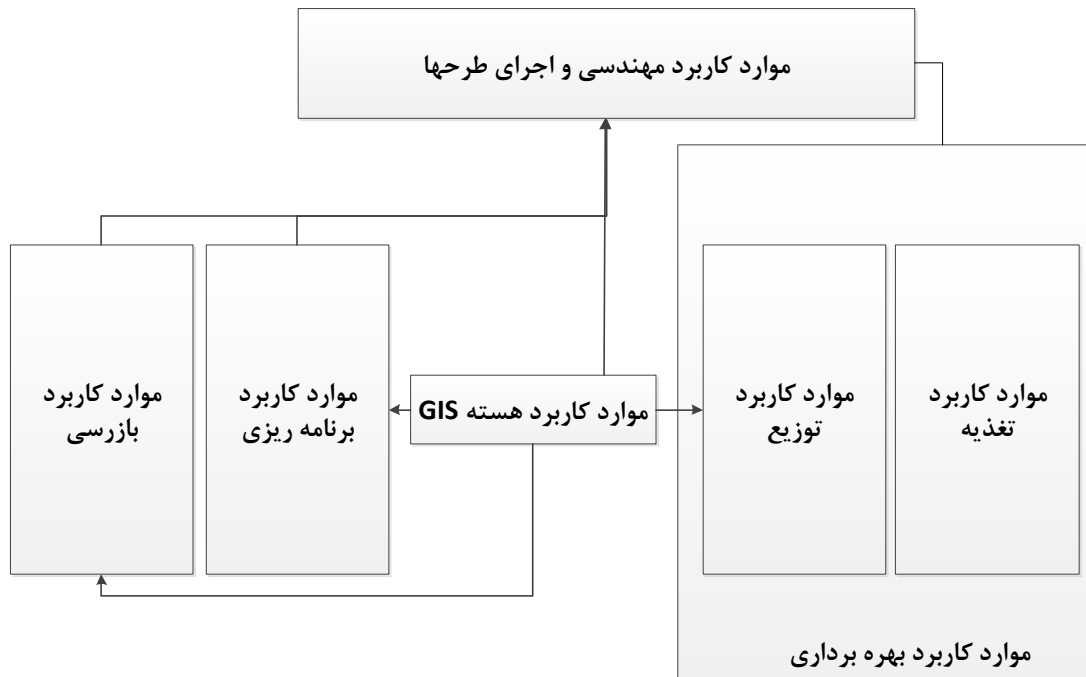 موارد کاربرد مهندسی و اجرای طرحها
موارد کاربرد
تغذیه
موارد کاربرد
توزیع
موارد کاربرد هسته GIS
موارد کاربرد
برنامه ریزی
موارد کاربرد
بازرسی
موارد کاربرد بهره برداری